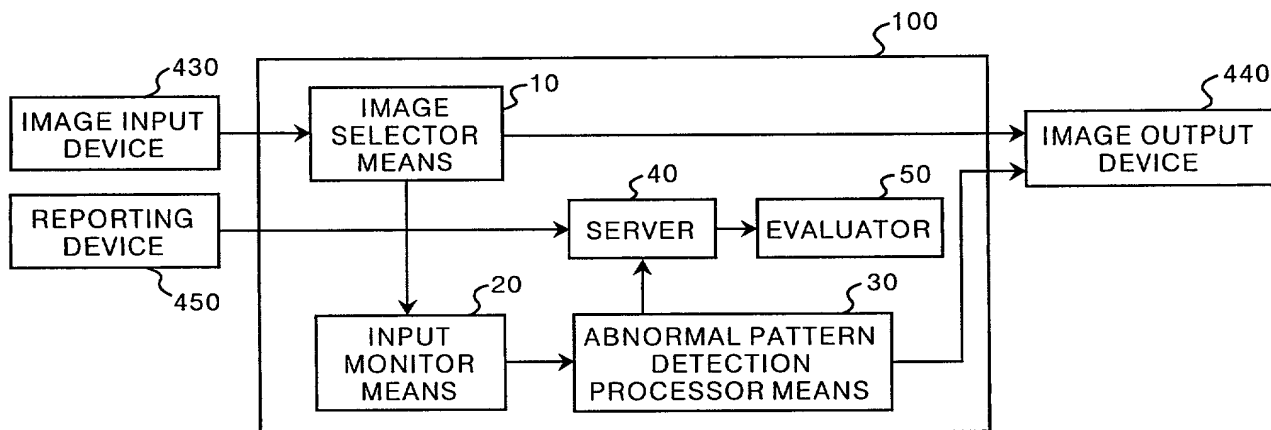 100
430
10
440
IMAGE INPUT
DEVICE
IMAGE
SELECTOR
MEANS
IMAGE OUTPUT
DEVICE
40
50
REPORTING
DEVICE
SERVER
EVALUATOR
450
20
30
INPUT
MONITOR
MEANS
ABNORMAL PATTERN
DETECTION
PROCESSOR MEANS